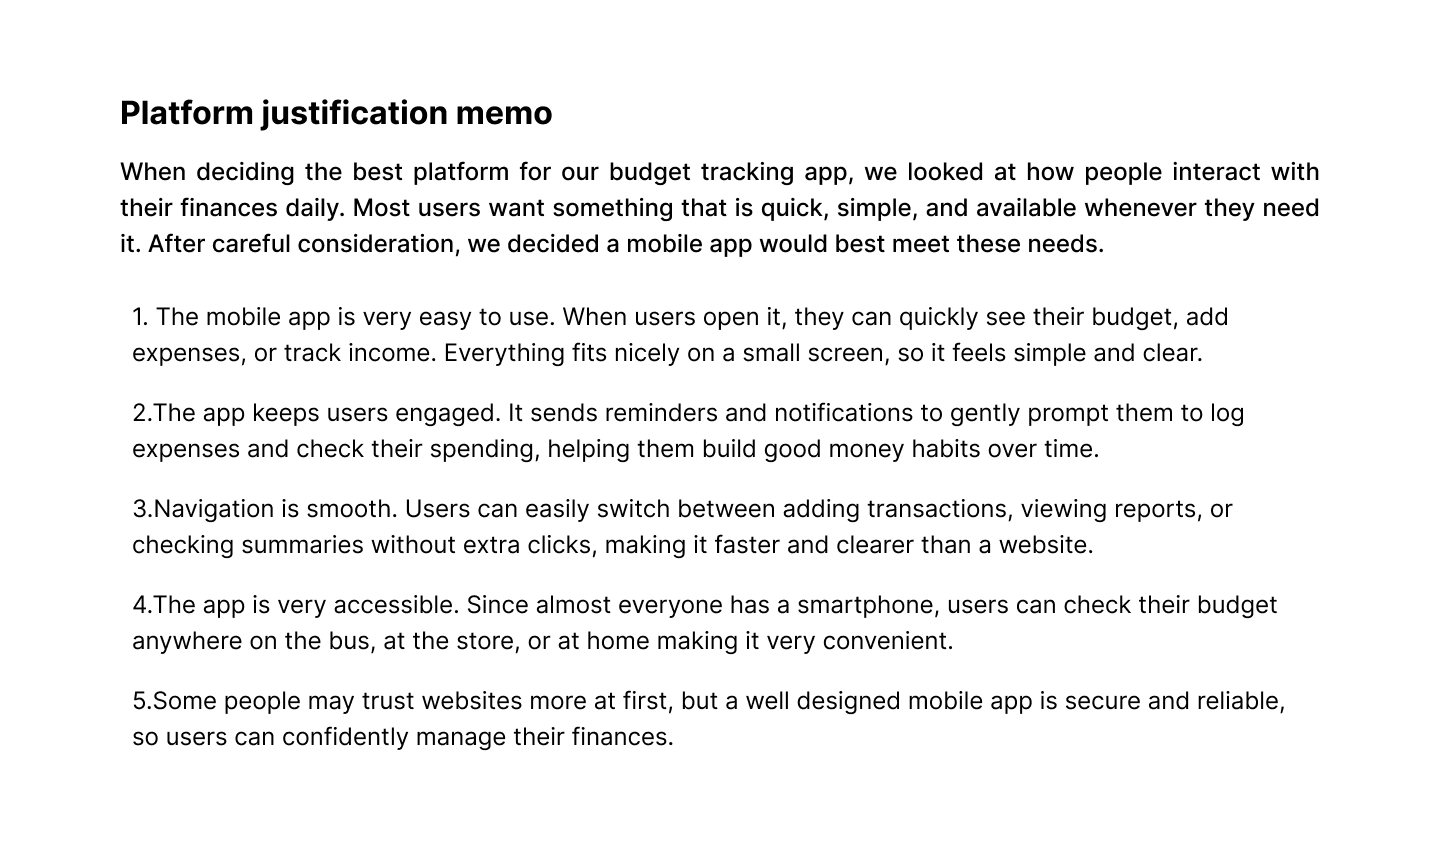 Platform justification memo
When deciding the best platform for our budget tracking app, we looked at how people interact with
their finances daily. Most users want something that is quick, simple, and available whenever they need
it. After careful consideration, we decided a mobile app would best meet these needs.
1. The mobile app is very easy to use. When users open it, they can quickly see their budget, add
expenses, or track income. Everything fits nicely on a small screen, so it feels simple and clear.
2.The app keeps users engaged. It sends reminders and notifications to gently prompt them to log
expenses and check their spending, helping them build good money habits over time.
3.Navigation is smooth. Users can easily switch between adding transactions, viewing reports, or
checking summaries without extra clicks, making it faster and clearer than a website.
4.The app is very accessible. Since almost everyone has a smartphone, users can check their budget
anywhere on the bus, at the store, or at home making it very convenient.
5.Some people may trust websites more at first, but a well designed mobile app is secure and reliable,
so users can confidently manage their finances.